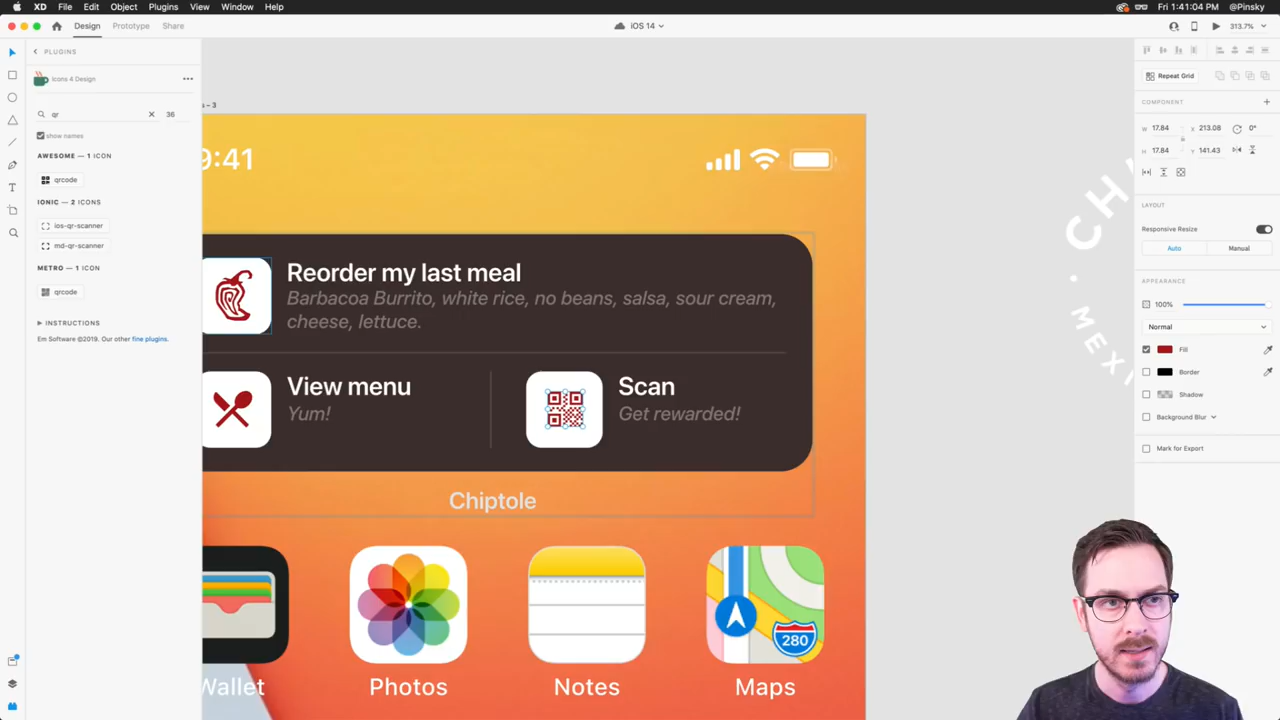 XD File Edit Object Plugins View Window Help
Fri 1:41:04 PM @Pinsky
Design Prototype Share
iOS 14
313.7%
PLUGINS
Icons 4 Design
qr
36
show names
AWESOME — 1 ICON
qrcode
IONIC — 2 ICONS
ios-qr-scanner
md-qr-scanner
METRO — 1 ICON
qrcode
INSTRUCTIONS
Em Software ©2019. Our other fine plugins.
s – 3
9:41
Reorder my last meal
Barbacoa Burrito, white rice, no beans, salsa, sour cream,
cheese, lettuce.
View menu
Yum!
Scan
Get rewarded!
Chiptole
280
Wallet
Photos
Notes
Maps
CH
MEXI
Repeat Grid
COMPONENT
W 17.84 X 213.08 0°
H 17.84 Y 141.43
LAYOUT
Responsive Resize
Auto Manual
APPEARANCE
100%
Normal
Fill
Border
Shadow
Background Blur
Mark for Export